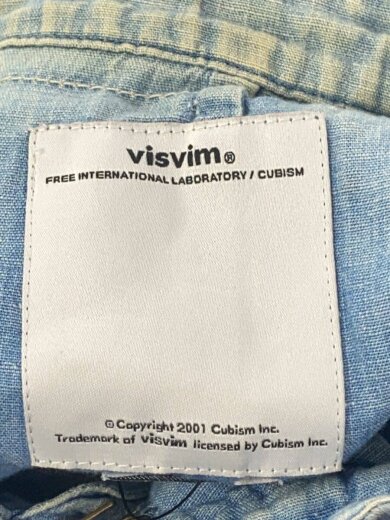 visvim®
FREE INTERNATIONAL LABORATORY / CUBISM
© Copyright 2001 Cubism Inc.
Trademark of visvim licensed by Cubism Inc.